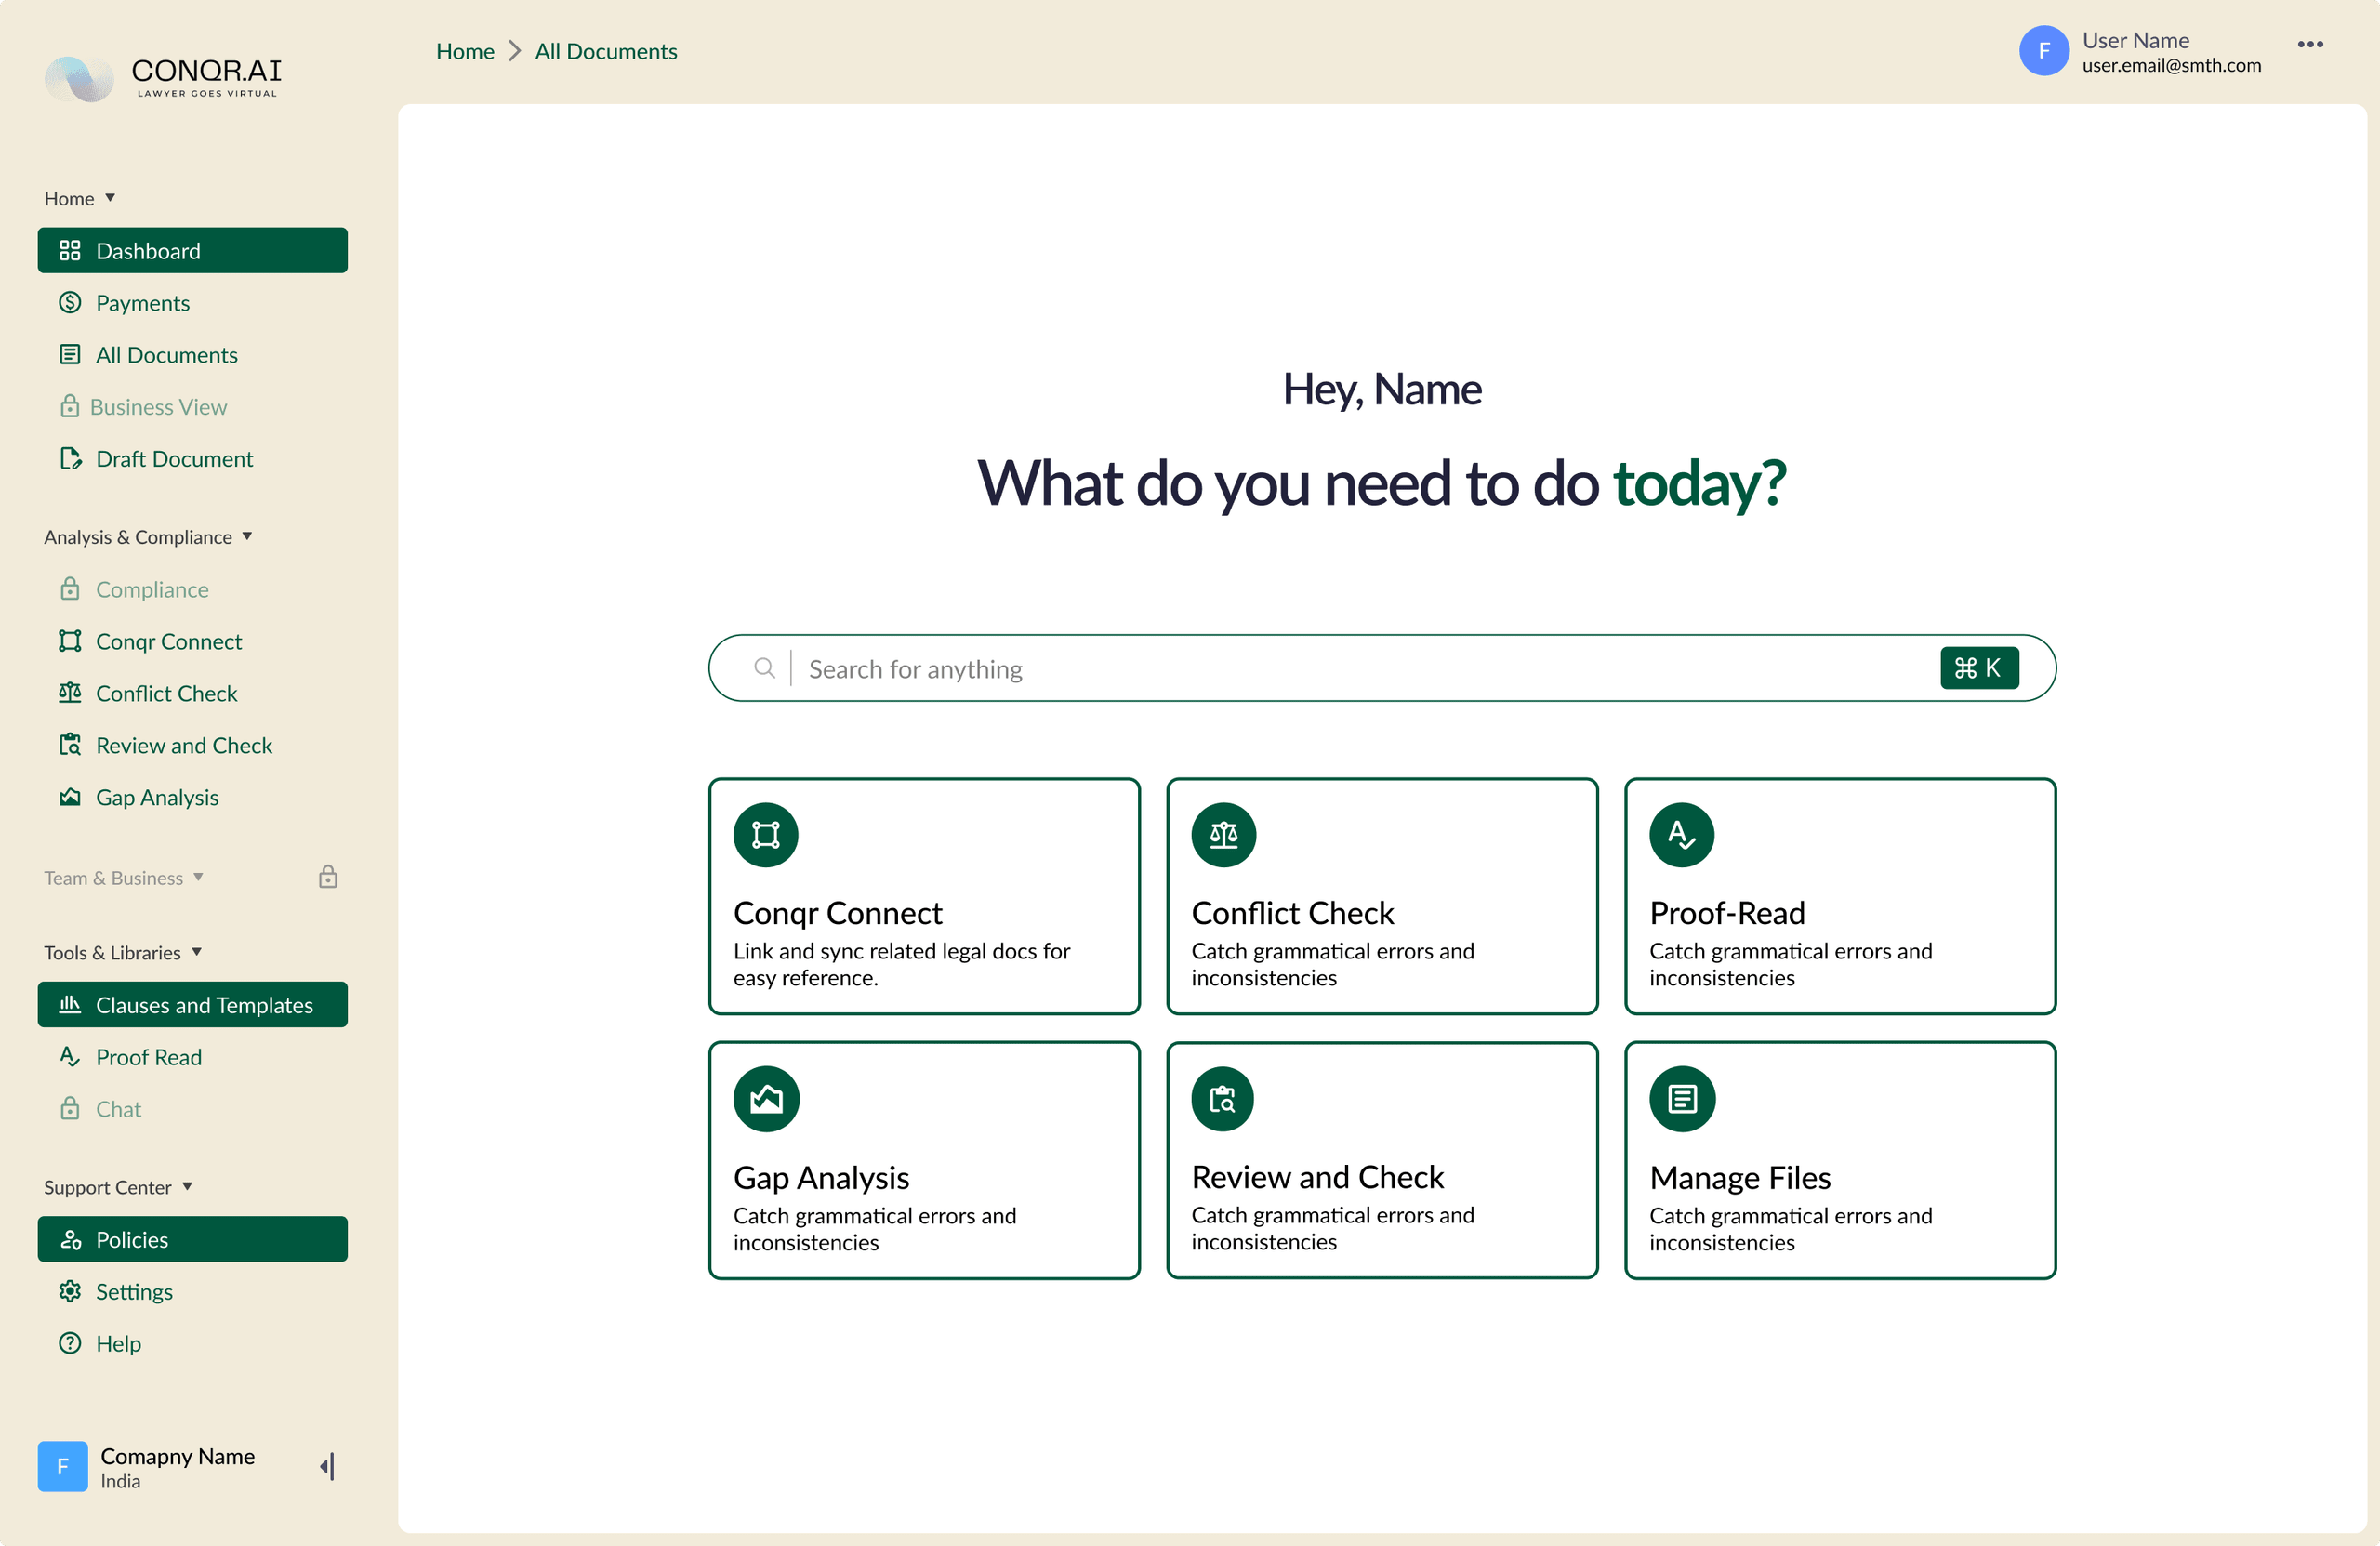 CONQR.AI
LAWYER GOES VIRTUAL
Home
Dashboard
Payments
All Documents
Business View
Draft Document
Analysis & Compliance
Compliance
Conqr Connect
Conflict Check
Review and Check
Gap Analysis
Team & Business
Tools & Libraries
Clauses and Templates
Proof Read
Chat
Support Center
Policies
Settings
Help
F
Comapny Name
India
Home All Documents
F
User Name
user.email@smth.com
Hey, Name
What do you need to do today?
Search for anything
⌘ K
Conqr Connect
Link and sync related legal docs for
easy reference.
Conflict Check
Catch grammatical errors and
inconsistencies
Proof-Read
Catch grammatical errors and
inconsistencies
Gap Analysis
Catch grammatical errors and
inconsistencies
Review and Check
Catch grammatical errors and
inconsistencies
Manage Files
Catch grammatical errors and
inconsistencies